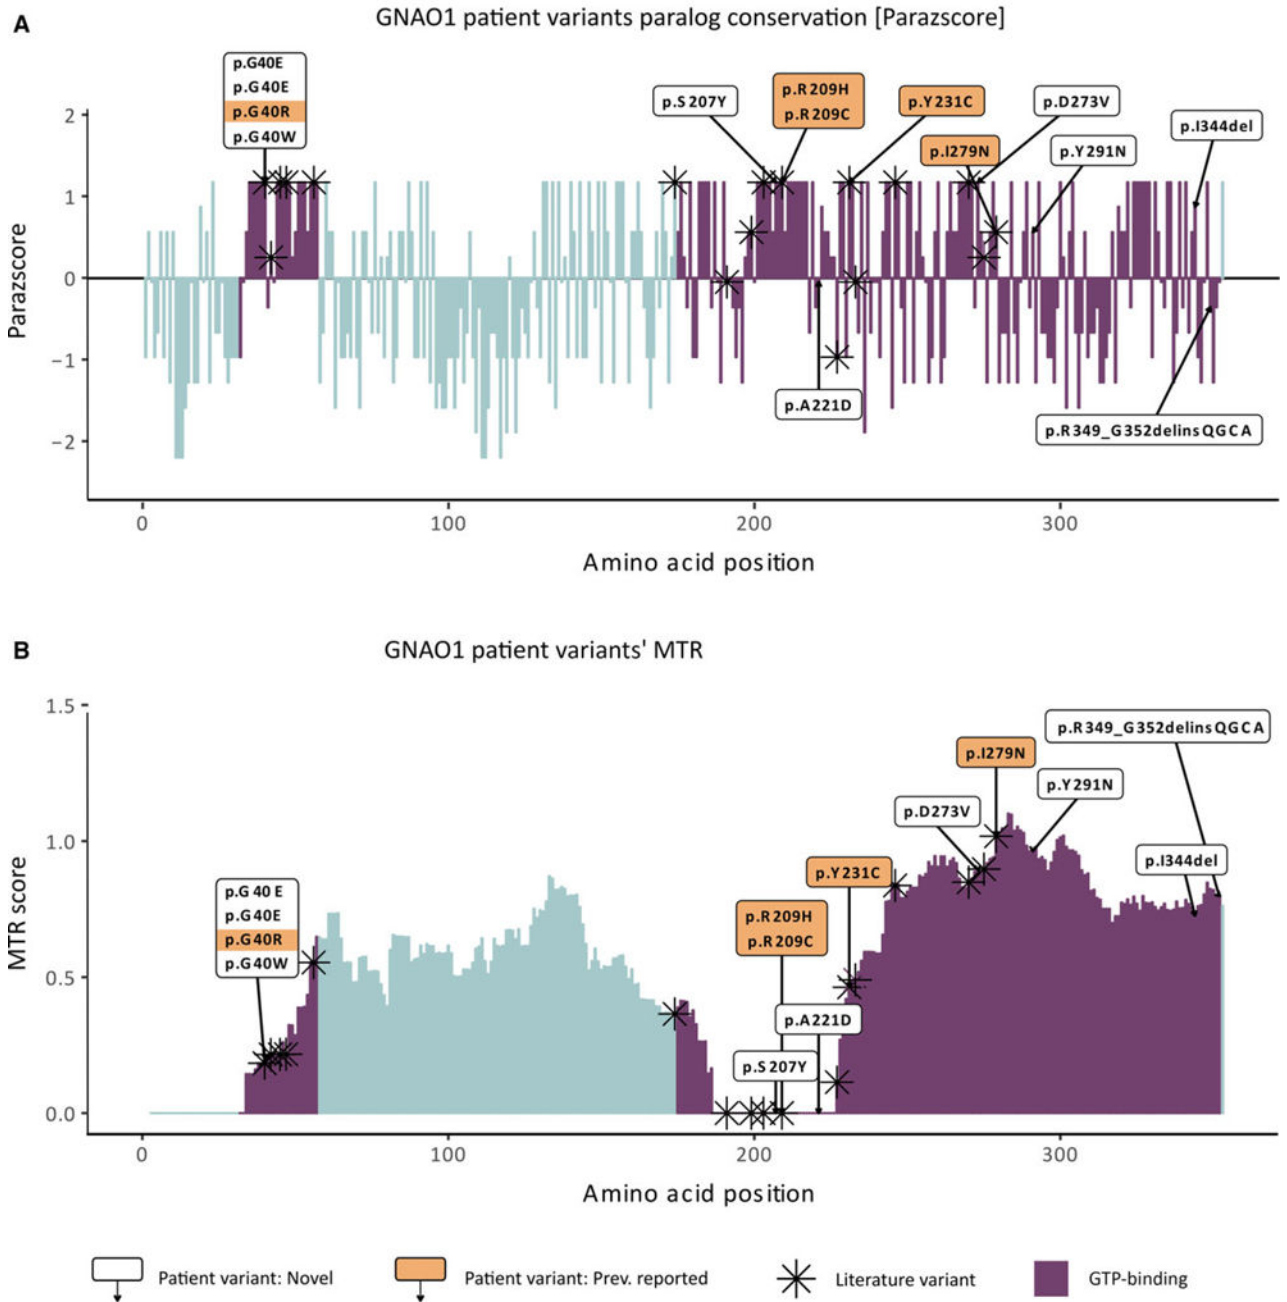 A
GNAO1 patient variants paralog conservation [Parazscore]
p.G40E
p.G40E
p.G40R
p.G40W
p.S207Y
p.R209H
p.R209C
p.Y231C
p.D273V
p.I279N
p.Y291N
p.I344del
p.A221D
p.R349_G352delinsQGCA
Parazscore
2
1
0
−1
−2
0
100
200
300
Amino acid position
B
GNAO1 patient variants' MTR
p.R349_G352delinsQGCA
p.I279N
p.Y291N
p.D273V
p.I344del
p.Y231C
p.G40E
p.G40E
p.G40R
p.G40W
p.R209H
p.R209C
p.A221D
p.S207Y
MTR score
1.5
1.0
0.5
0.0
0
100
200
300
Amino acid position
Patient variant: Novel
Patient variant: Prev. reported
Literature variant
GTP-binding